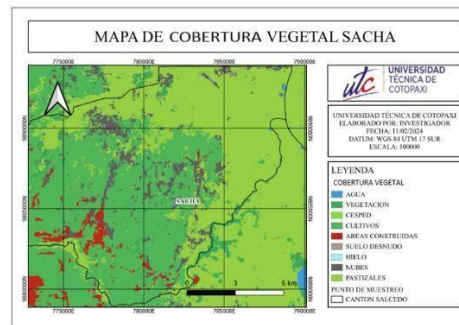 MAPA DE COBERTURA VEGETAL SACHA
775000E 780000E 785000E 790000E
utc UNIVERSIDAD
TÉCNICA DE
COTOPAXI
UNIVERSIDAD TÉCNICA DE COTOPAXI
ELABORADO POR: INVESTIGADOR
FECHA: 11/02/2024
DATUM: WGS 84 UTM 17 SUR
ESCALA: 100000
LEYENDA
COBERTURA VEGETAL
AGUA
VEGETACION
CESPED
CULTIVOS
AREAS CONSTRUIDAS
SUELO DESNUDO
HIELO
NUBES
PASTIZALES
PUNTO DE MUESTREO
CANTON SALCEDO
SACHA
0 3 6 km
775000E 780000E 785000E 790000E